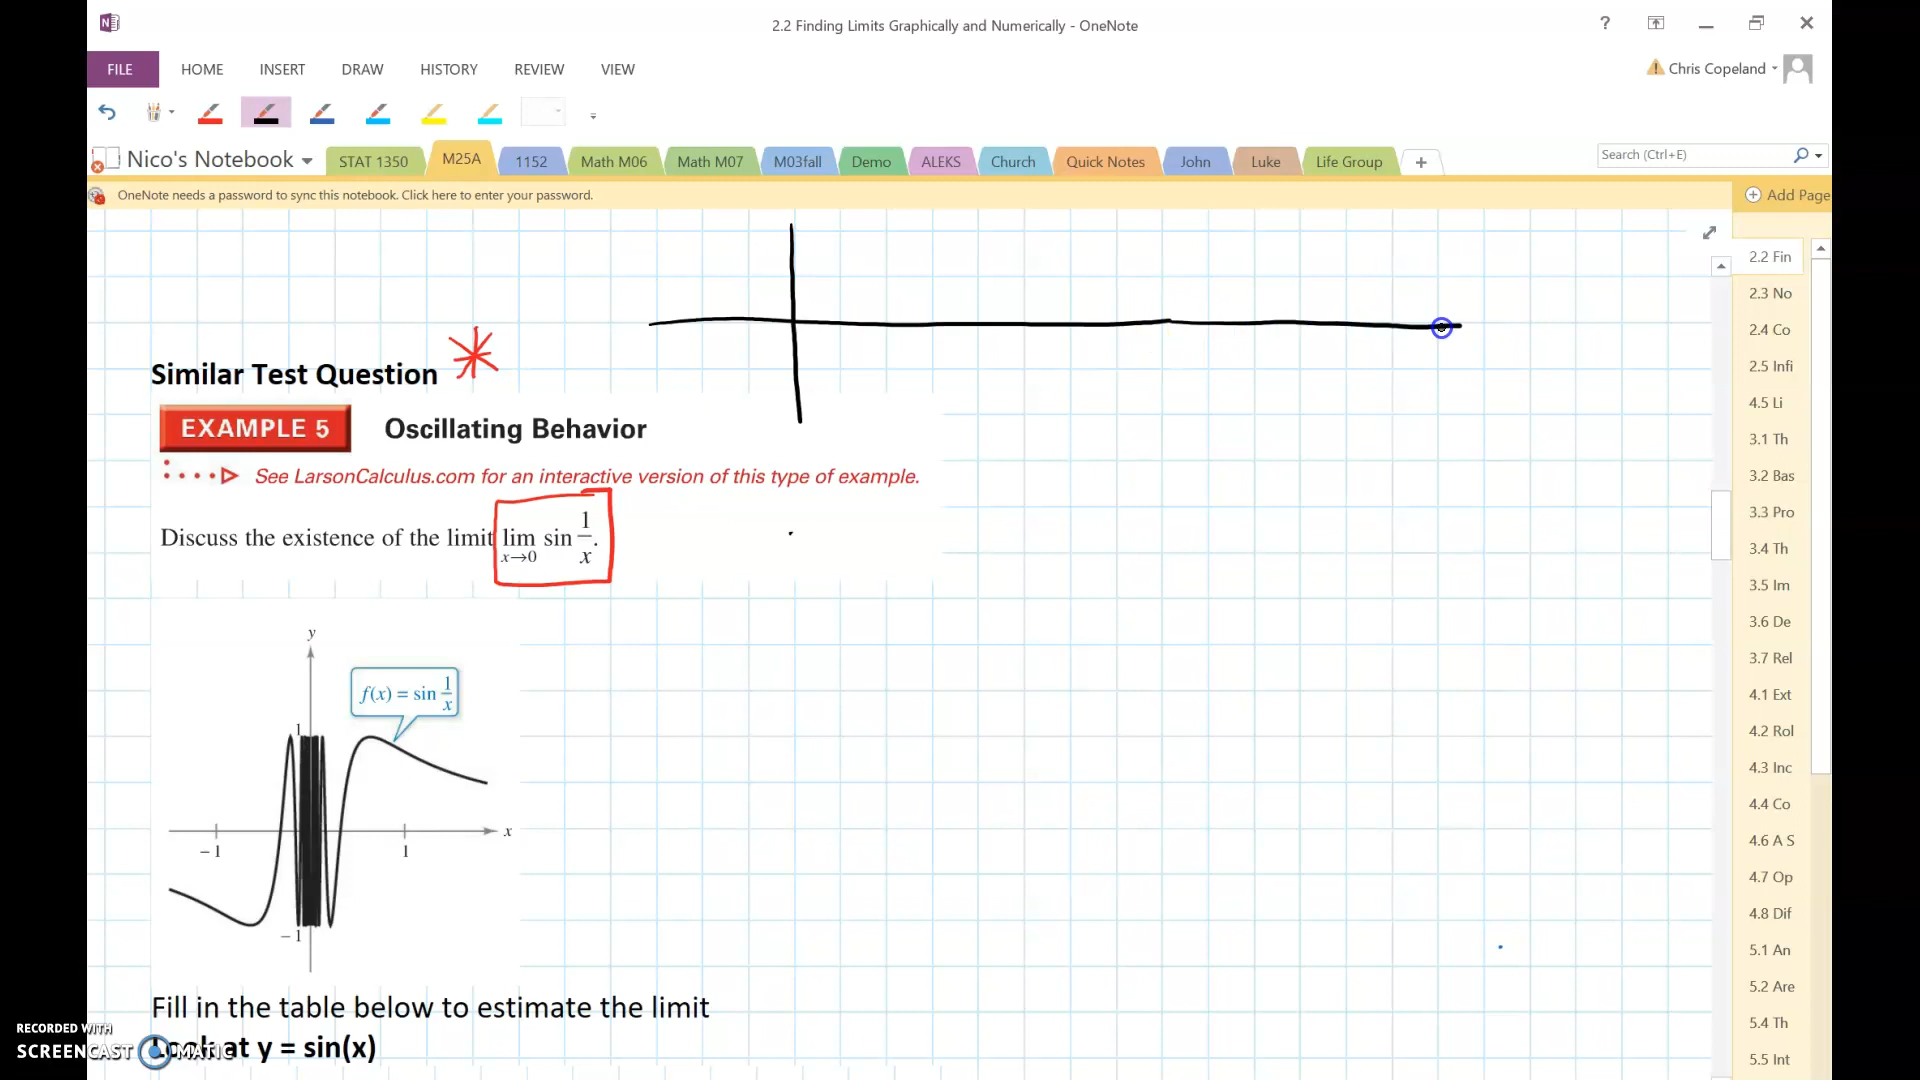 2.2 Finding Limits Graphically and Numerically - OneNote
?
FILE HOME INSERT DRAW HISTORY REVIEW VIEW
Chris Copeland
Nico's Notebook
STAT 1350 M25A 1152 Math M06 Math M07 M03fall Demo ALEKS Church Quick Notes John Luke Life Group
Search (Ctrl+E)
OneNote needs a password to sync this notebook. Click here to enter your password.
Add Page
2.2 Fin
2.3 No
2.4 Co
2.5 Infi
4.5 Li
3.1 Th
3.2 Bas
3.3 Pro
3.4 Th
3.5 Im
3.6 De
3.7 Rel
4.1 Ext
4.2 Rol
4.3 Inc
4.4 Co
4.6 A S
4.7 Op
4.8 Dif
5.1 An
5.2 Are
5.4 Th
5.5 Int
Similar Test Question
EXAMPLE 5 Oscillating Behavior
See LarsonCalculus.com for an interactive version of this type of example.
Discuss the existence of the limit lim x→0 sin 1/x.
y
f(x) = sin 1/x
1
x
-1 1
-1
Fill in the table below to estimate the limit
Look at y = sin(x)
RECORDED WITH
SCREENCAST MATIC